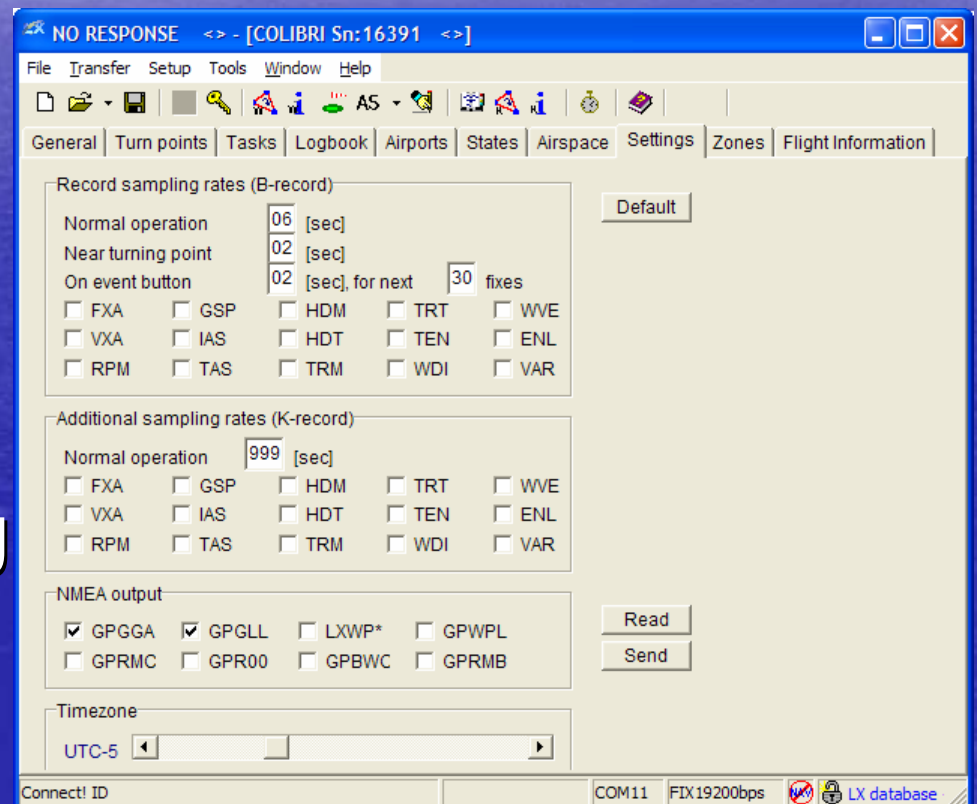 NO RESPONSE <> - [COLIBRI Sn:16391 <>]
File Transfer Setup Tools Window Help
AS
General Turn points Tasks Logbook Airports States Airspace Settings Zones Flight Information
Record sampling rates (B-record)
Default
Normal operation 06 [sec]
Near turning point 02 [sec]
On event button 02 [sec], for next 30 fixes
FXA GSP HDM TRT WVE
VXA IAS HDT TEN ENL
RPM TAS TRM WDI VAR
Additional sampling rates (K-record)
Normal operation 999 [sec]
FXA GSP HDM TRT WVE
VXA IAS HDT TEN ENL
RPM TAS TRM WDI VAR
NMEA output
Read
GPGGA GPGLL LXWP* GPWPL
GPRMC GPR00 GPBWC GPRMB
Send
Timezone
UTC-5
Connect! ID COM11 FIX19200bps LX database